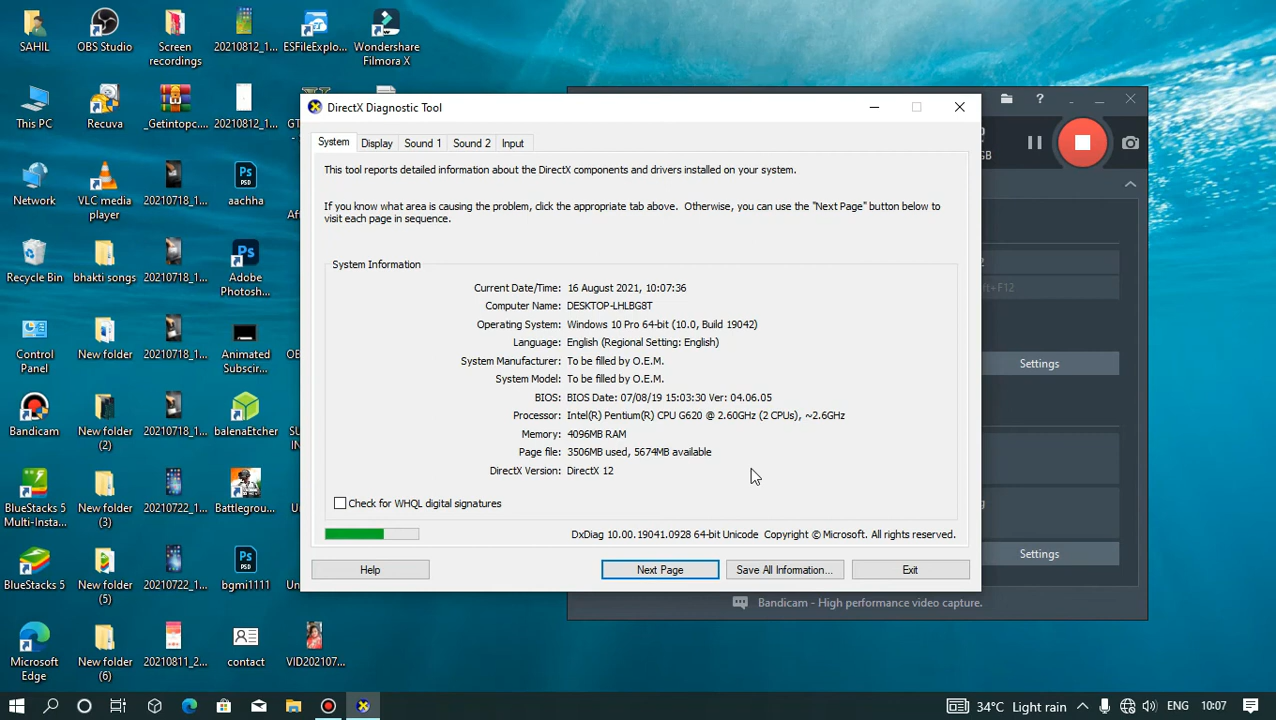 SAHIL
OBS Studio
Screen
recordings
20210812_1...
ESFileExplo...
Wondershare
Filmora X
This PC
Recuva
_Getintopc....
20210812_1...
Network
VLC media
player
20210718_1...
aachha
Recycle Bin
bhakti songs
20210718_1...
Adobe
Photosh...
Control
Panel
New folder
20210718_1...
Animated
Subscir...
Bandicam
New folder
(2)
20210718_1...
balenaEtcher
BlueStacks 5
Multi-Insta...
New folder
(3)
20210722_1...
Battlegrou...
BlueStacks 5
New folder
(5)
20210722_1...
bgmi1111
Microsoft
Edge
New folder
(6)
20210811_2...
contact
VID202107...
DirectX Diagnostic Tool
System
Display
Sound 1
Sound 2
Input
This tool reports detailed information about the DirectX components and drivers installed on your system.
If you know what area is causing the problem, click the appropriate tab above. Otherwise, you can use the "Next Page" button below to
visit each page in sequence.
System Information
Current Date/Time: 16 August 2021, 10:07:36
Computer Name: DESKTOP-LHLBG8T
Operating System: Windows 10 Pro 64-bit (10.0, Build 19042)
Language: English (Regional Setting: English)
System Manufacturer: To be filled by O.E.M.
System Model: To be filled by O.E.M.
BIOS: BIOS Date: 07/08/19 15:03:30 Ver: 04.06.05
Processor: Intel(R) Pentium(R) CPU G620 @ 2.60GHz (2 CPUs), ~2.6GHz
Memory: 4096MB RAM
Page file: 3506MB used, 5674MB available
DirectX Version: DirectX 12
Check for WHQL digital signatures
DxDiag 10.00.19041.0928 64-bit Unicode Copyright © Microsoft. All rights reserved.
Help
Next Page
Save All Information...
Exit
Settings
Settings
Bandicam - High performance video capture.
34°C Light rain
ENG
10:07